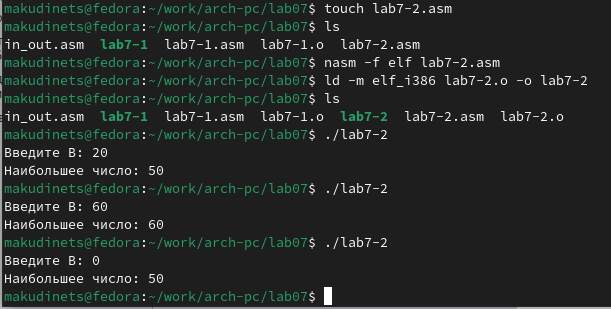 makudinets@fedora:~/work/arch-pc/lab07$ touch lab7-2.asm
makudinets@fedora:~/work/arch-pc/lab07$ ls
in_out.asm  lab7-1  lab7-1.asm  lab7-1.o  lab7-2.asm
makudinets@fedora:~/work/arch-pc/lab07$ nasm -f elf lab7-2.asm
makudinets@fedora:~/work/arch-pc/lab07$ ld -m elf_i386 lab7-2.o -o lab7-2
makudinets@fedora:~/work/arch-pc/lab07$ ls
in_out.asm  lab7-1  lab7-1.asm  lab7-1.o  lab7-2  lab7-2.asm  lab7-2.o
makudinets@fedora:~/work/arch-pc/lab07$ ./lab7-2
Введите B: 20
Наибольшее число: 50
makudinets@fedora:~/work/arch-pc/lab07$ ./lab7-2
Введите B: 60
Наибольшее число: 60
makudinets@fedora:~/work/arch-pc/lab07$ ./lab7-2
Введите B: 0
Наибольшее число: 50
makudinets@fedora:~/work/arch-pc/lab07$